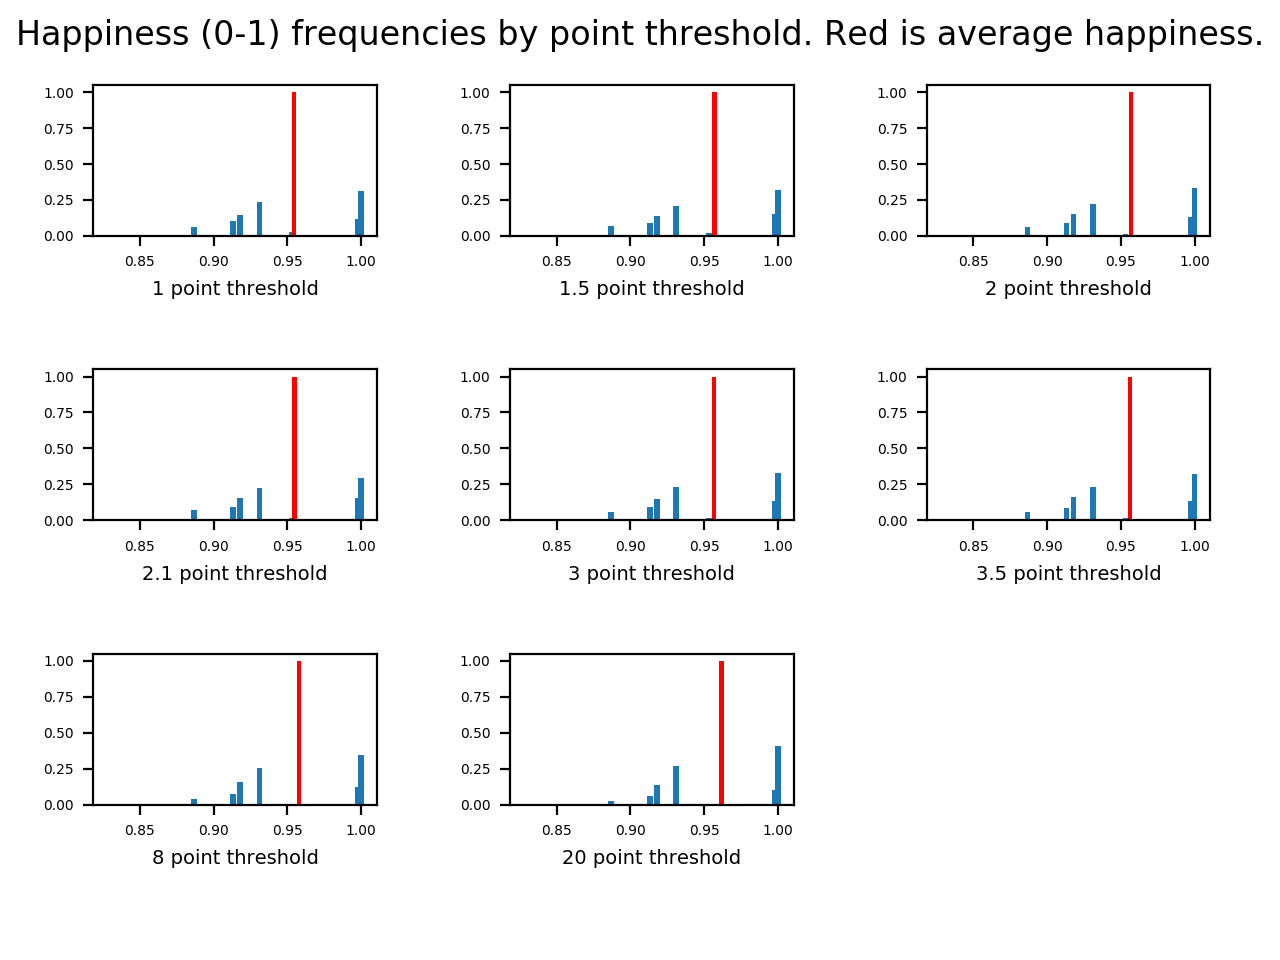 Happiness (0-1) frequencies by point threshold. Red is average happiness.
1.00 1.00 1.00
0.75 0.75 0.75
0.50 0.50 0.50
0.25 0.25 0.25
0.00 0.00 0.00
0.85 0.90 0.95 1.00 0.85 0.90 0.95 1.00 0.85 0.90 0.95 1.00
1 point threshold 1.5 point threshold 2 point threshold
1.00 1.00 1.00
0.75 0.75 0.75
0.50 0.50 0.50
0.25 0.25 0.25
0.00 0.00 0.00
0.85 0.90 0.95 1.00 0.85 0.90 0.95 1.00 0.85 0.90 0.95 1.00
2.1 point threshold 3 point threshold 3.5 point threshold
1.00 1.00
0.75 0.75
0.50 0.50
0.25 0.25
0.00 0.00
0.85 0.90 0.95 1.00 0.85 0.90 0.95 1.00
8 point threshold 20 point threshold